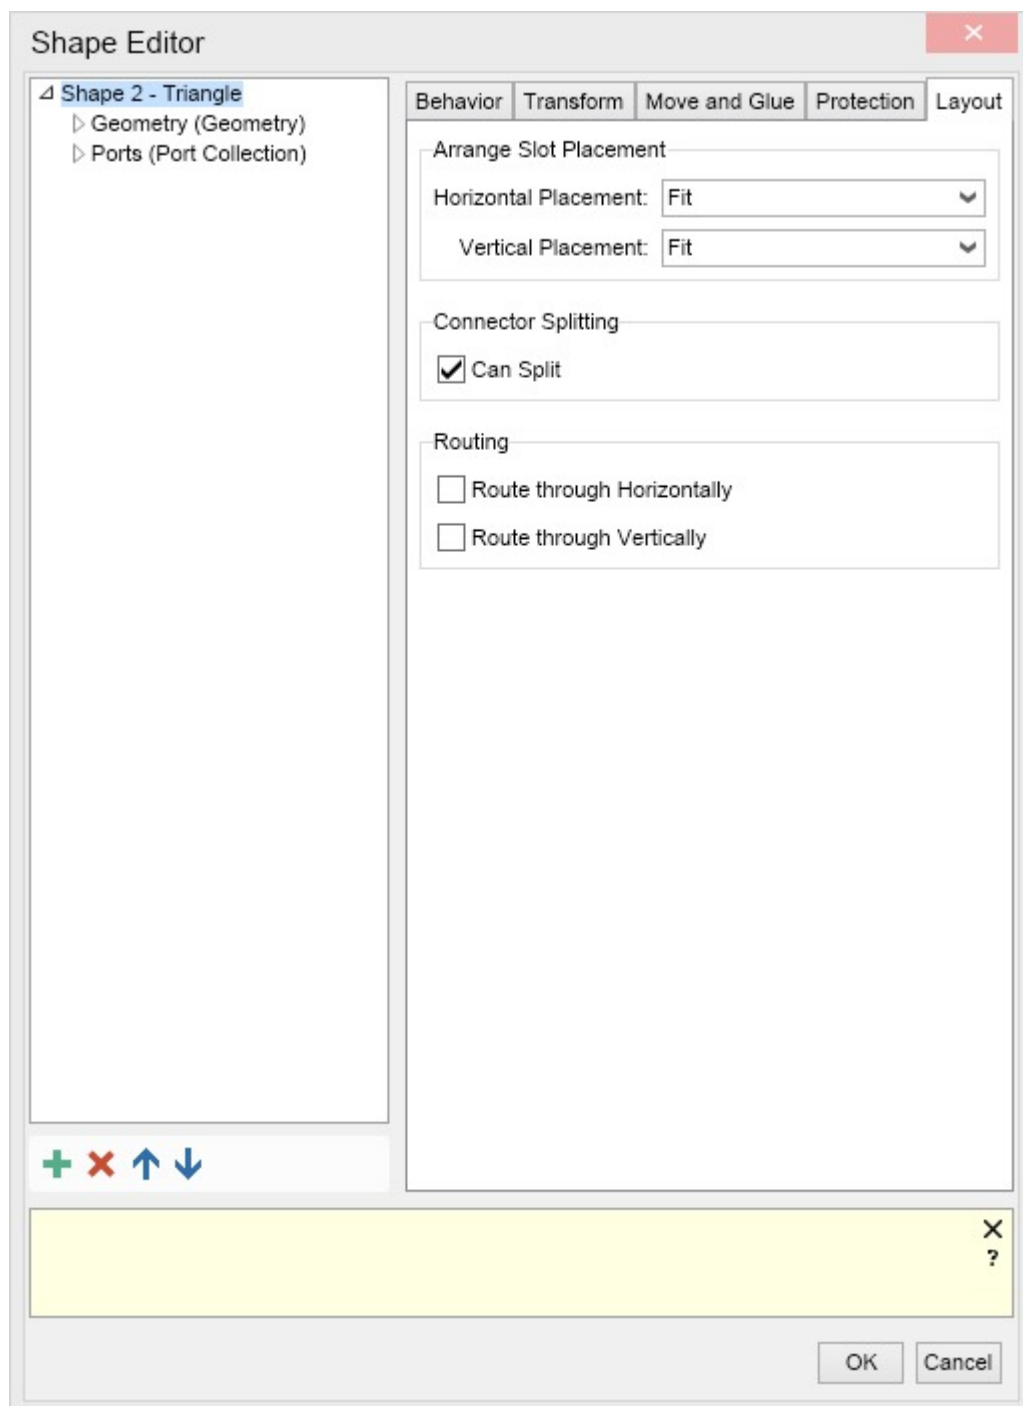 Shape Editor
Shape 2 - Triangle
Geometry (Geometry)
Ports (Port Collection)
Behavior Transform Move and Glue Protection Layout
Arrange Slot Placement
Horizontal Placement: Fit
Vertical Placement: Fit
Connector Splitting
Can Split
Routing
Route through Horizontally
Route through Vertically
?
OK Cancel